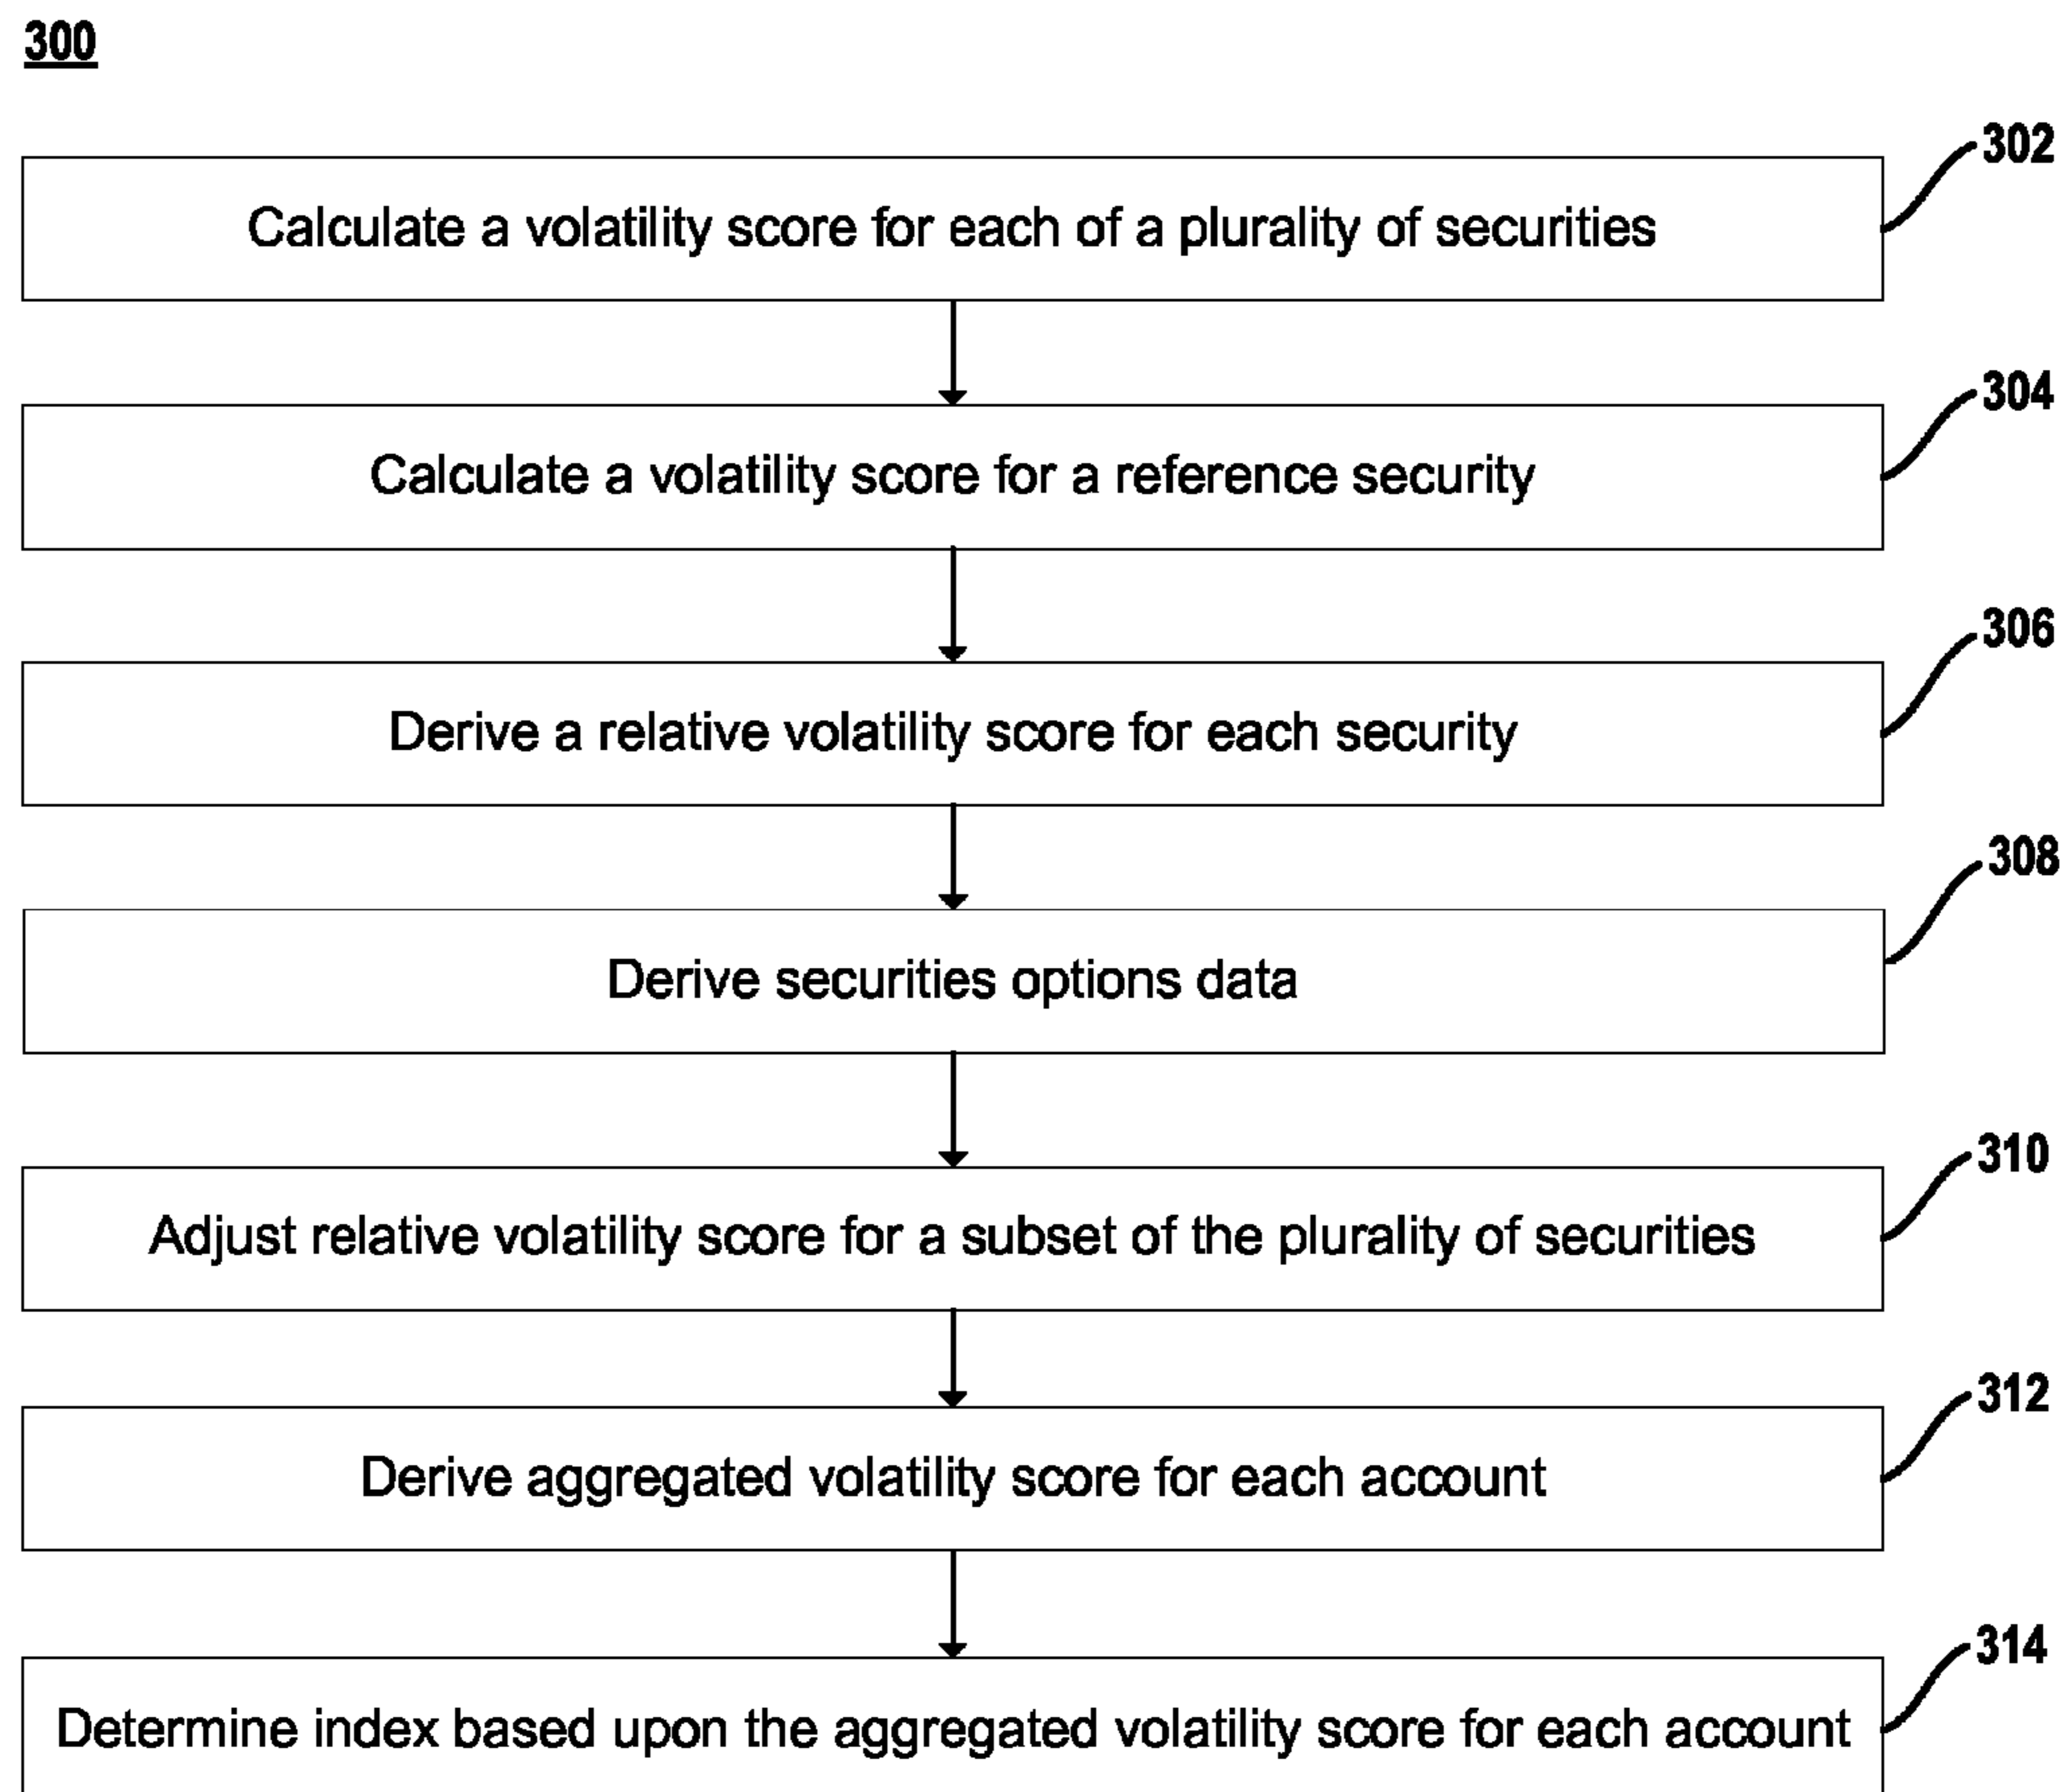 300
302
Calculate a volatility score for each of a plurality of securities
304
Calculate a volatility score for a reference security
306
Derive a relative volatility score for each security
308
Derive securities options data
310
Adjust relative volatility score for a subset of the plurality of securities
312
Derive aggregated volatility score for each account
314
Determine index based upon the aggregated volatility score for each account